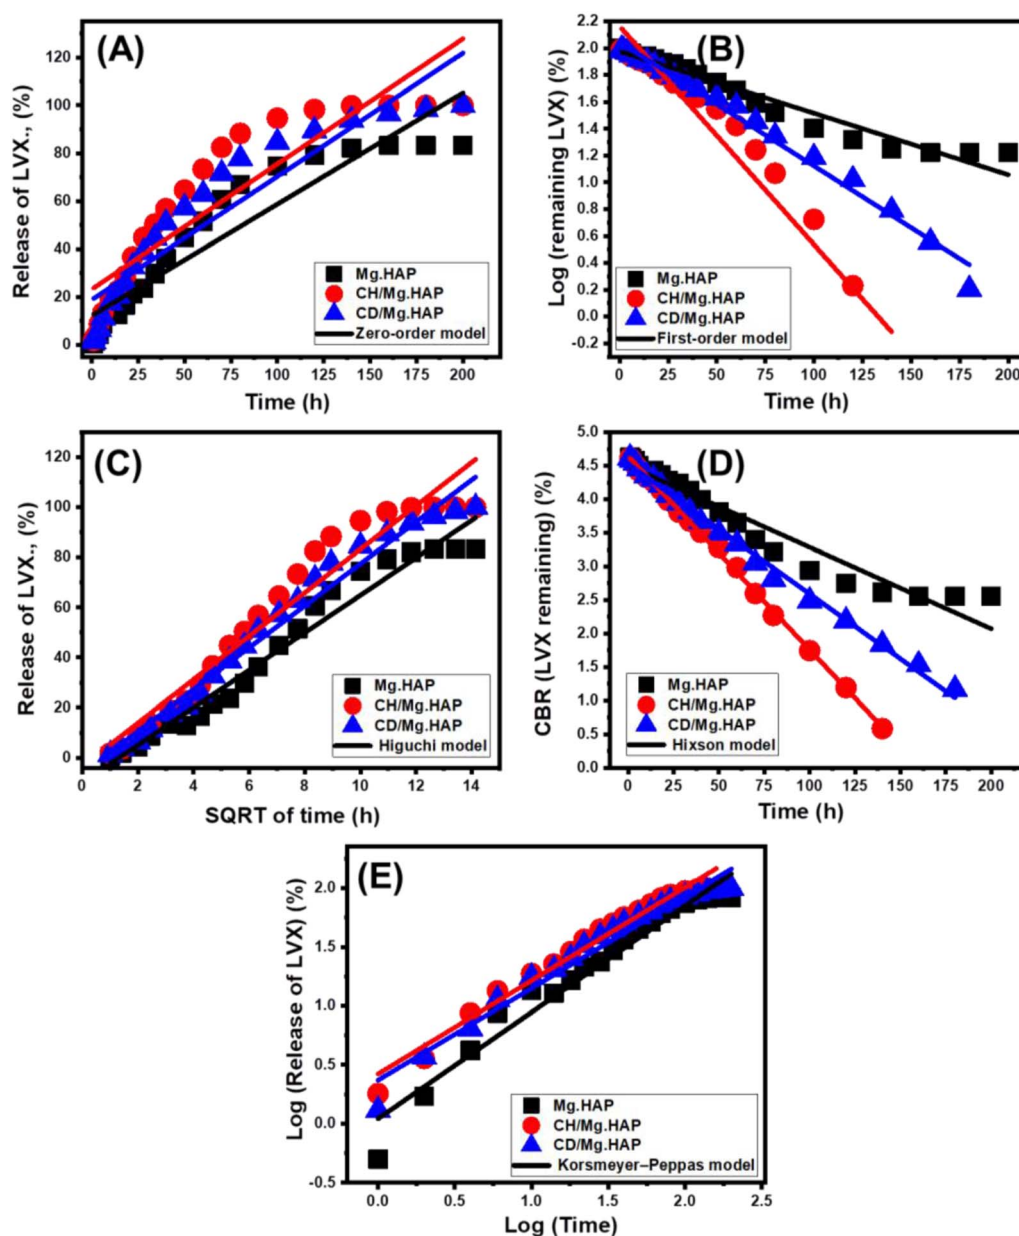 (A)
Release of LVX., (%)
120
100
80
60
40
20
0
Mg.HAP
CH/Mg.HAP
CD/Mg.HAP
Zero-order model
0 25 50 75 100 125 150 175 200
Time (h)
(B)
Log (remaining LVX) (%)
2.2
2.0
1.8
1.6
1.4
1.2
1.0
0.8
0.6
0.4
0.2
0.0
-0.2
Mg.HAP
CH/Mg.HAP
CD/Mg.HAP
First-order model
0 25 50 75 100 125 150 175 200
Time (h)
(C)
Release of LVX., (%)
120
100
80
60
40
20
0
Mg.HAP
CH/Mg.HAP
CD/Mg.HAP
Higuchi model
0 2 4 6 8 10 12 14
SQRT of time (h)
(D)
CBR (LVX remaining) (%)
5.0
4.5
4.0
3.5
3.0
2.5
2.0
1.5
1.0
0.5
0.0
Mg.HAP
CH/Mg.HAP
CD/Mg.HAP
Hixson model
0 25 50 75 100 125 150 175 200
Time (h)
(E)
Log (Release of LVX) (%)
2.0
1.5
1.0
0.5
0.0
-0.5
Mg.HAP
CH/Mg.HAP
CD/Mg.HAP
Korsmeyer–Peppas model
0.0 0.5 1.0 1.5 2.0 2.5
Log (Time)